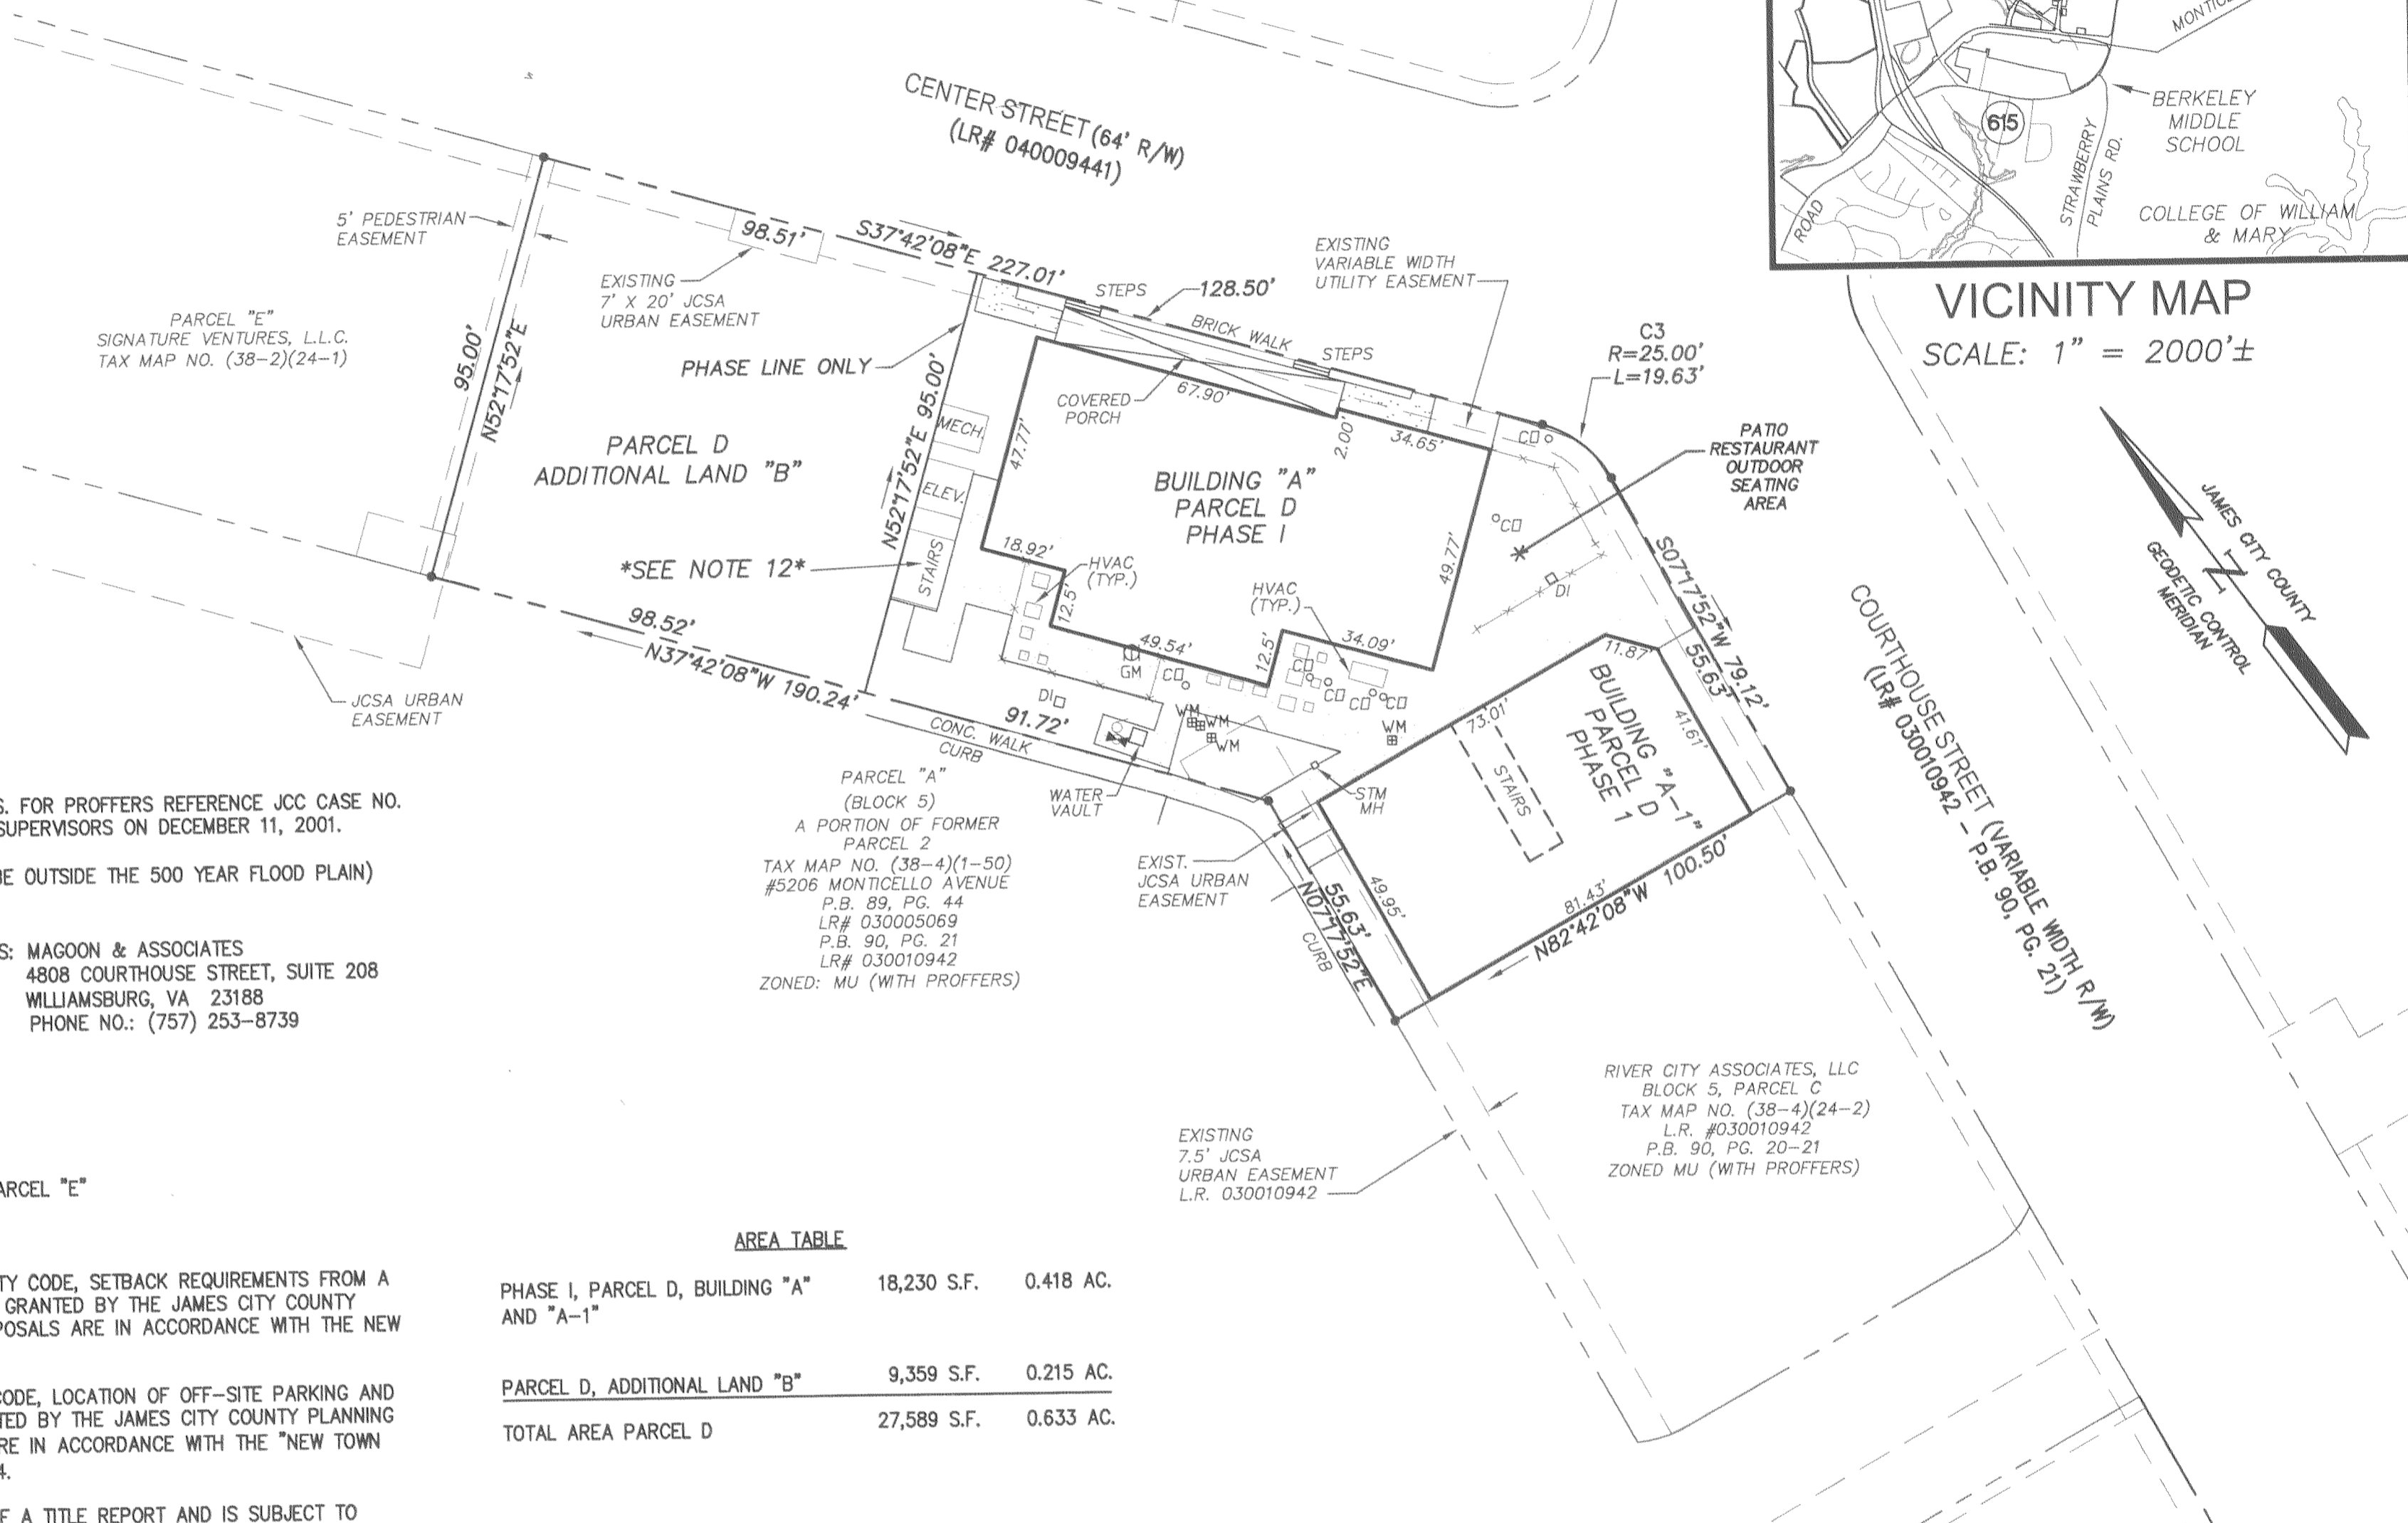 CENTER STREET (64' R/W)
(LR# 040009441)
5' PEDESTRIAN
EASEMENT
98.51'
S37°42'08"E 227.01'
EXISTING
7' X 20' JCSA
URBAN EASEMENT
PARCEL "E"
SIGNATURE VENTURES, L.L.C.
TAX MAP NO. (38-2)(24-1)
95.00'
N52°17'52"E
PHASE LINE ONLY
STEPS
128.50'
BRICK WALK
STEPS
EXISTING
VARIABLE WIDTH
UTILITY EASEMENT
C3
R=25.00'
L=19.63'
COVERED
PORCH
67.90'
2.00'
34.65'
47.77'
N52°17'52"E 95.00'
MECH.
ELEV.
STAIRS
PARCEL D
ADDITIONAL LAND "B"
*SEE NOTE 12*
BUILDING "A"
PARCEL D
PHASE I
PATIO
RESTAURANT
OUTDOOR
SEATING
AREA
CO
CO
DI
18.92'
HVAC
(TYP.)
12.5'
49.54'
12.5'
HVAC
(TYP.)
34.09'
49.77'
S07°17'52"W 79.12'
55.63'
98.52'
N37°42'08"W 190.24'
JCSA URBAN
EASEMENT
DI
GM
CO
CO
CO
CO
CO
WM
WM
WM
WM
91.72'
CONC. WALK
CURB
WATER
VAULT
STM
MH
11.87'
41.61'
73.01'
STAIRS
BUILDING "A-1"
PARCEL D
PHASE 1
81.43'
N82°42'08"W 100.50'
49.95'
55.63'
N07°17'52"E
CURB
EXIST.
JCSA URBAN
EASEMENT
PARCEL "A"
(BLOCK 5)
A PORTION OF FORMER
PARCEL 2
TAX MAP NO. (38-4)(1-50)
#5206 MONTICELLO AVENUE
P.B. 89, PG. 44
LR# 030005069
P.B. 90, PG. 21
LR# 030010942
ZONED: MU (WITH PROFFERS)
COURTHOUSE STREET (VARIABLE WIDTH R/W)
(LR# 030010942 - P.B. 90, PG. 21)
RIVER CITY ASSOCIATES, LLC
BLOCK 5, PARCEL C
TAX MAP NO. (38-4)(24-2)
L.R. #030010942
P.B. 90, PG. 20-21
ZONED MU (WITH PROFFERS)
EXISTING
7.5' JCSA
URBAN EASEMENT
L.R. 030010942
615
BERKELEY
MIDDLE
SCHOOL
STRAWBERRY
PLAINS RD.
ROAD
COLLEGE OF WILLIAM
& MARY
VICINITY MAP
SCALE: 1" = 2000'±
JAMES CITY COUNTY
N
GEODETIC CONTROL
MERIDIAN
S. FOR PROFFERS REFERENCE JCC CASE NO.
SUPERVISORS ON DECEMBER 11, 2001.
BE OUTSIDE THE 500 YEAR FLOOD PLAIN)
S: MAGOON & ASSOCIATES
4808 COURTHOUSE STREET, SUITE 208
WILLIAMSBURG, VA 23188
PHONE NO.: (757) 253-8739
ARCEL "E"
TY CODE, SETBACK REQUIREMENTS FROM A
GRANTED BY THE JAMES CITY COUNTY
POSALS ARE IN ACCORDANCE WITH THE NEW
CODE, LOCATION OF OFF-SITE PARKING AND
TED BY THE JAMES CITY COUNTY PLANNING
RE IN ACCORDANCE WITH THE "NEW TOWN
4.
F A TITLE REPORT AND IS SUBJECT TO
AREA TABLE
PHASE I, PARCEL D, BUILDING "A" 18,230 S.F. 0.418 AC.
AND "A-1"
PARCEL D, ADDITIONAL LAND "B" 9,359 S.F. 0.215 AC.
TOTAL AREA PARCEL D 27,589 S.F. 0.633 AC.